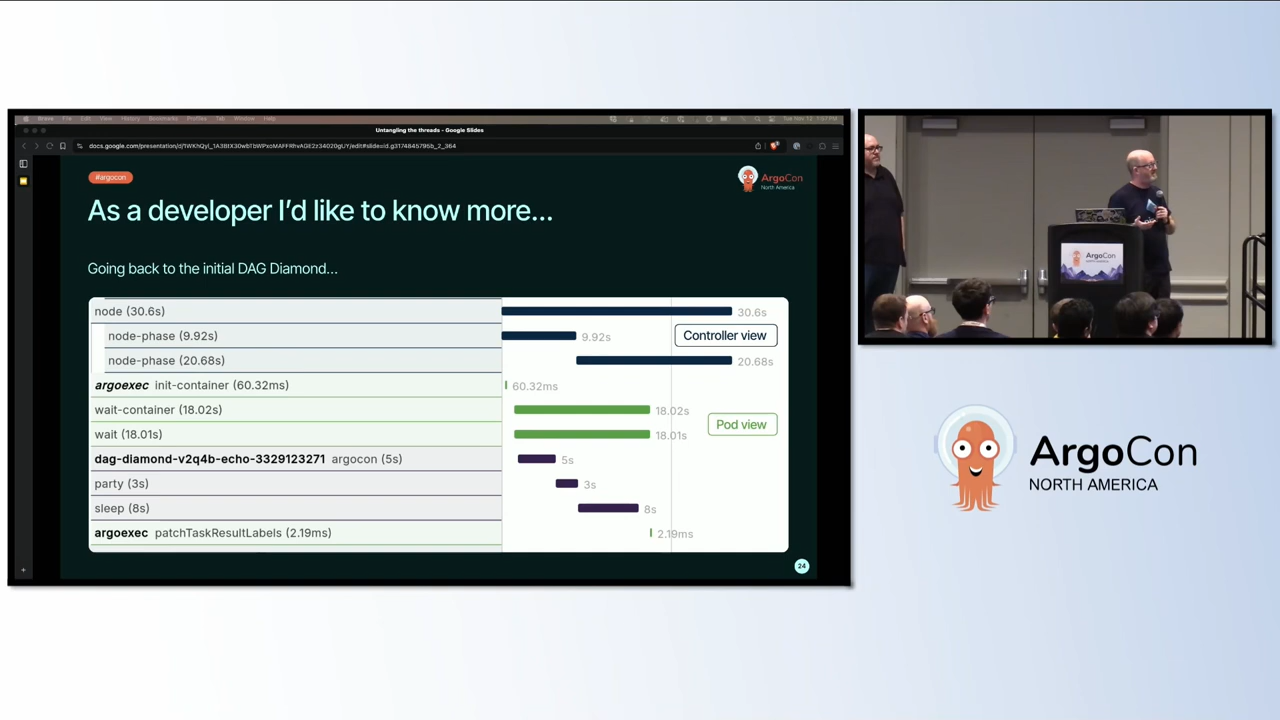 Untangling the threads - Google Slides
#argocon
ArgoCon
North America
As a developer I'd like to know more...
Going back to the initial DAG Diamond...
node (30.6s)
30.6s
node-phase (9.92s)
9.92s
Controller view
node-phase (20.68s)
20.68s
argoexec init-container (60.32ms)
60.32ms
wait-container (18.02s)
18.02s
Pod view
wait (18.01s)
18.01s
dag-diamond-v2q4b-echo-3329123271 argocon (5s)
5s
party (3s)
3s
sleep (8s)
8s
argoexec patchTaskResultLabels (2.19ms)
2.19ms
24
ArgoCon
ArgoCon
NORTH AMERICA